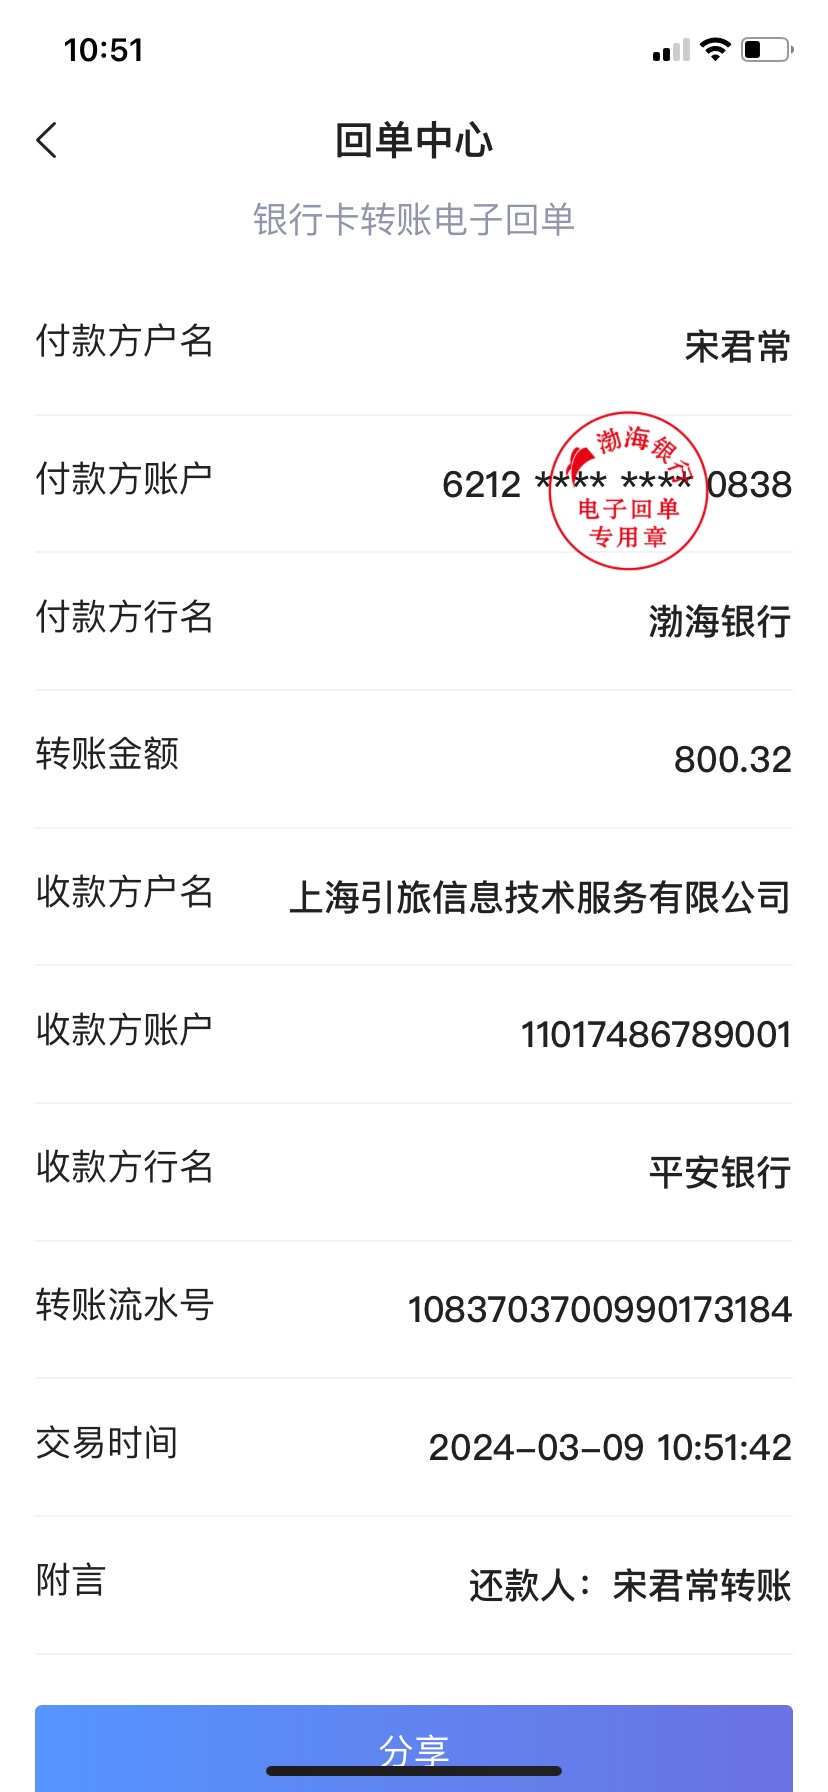 10:51
回单中心
银行卡转账电子回单
付款方户名 宋君常
渤海银行
付款方账户 6212 **** **** 0838
电子回单
专用章
付款方行名 渤海银行
转账金额 800.32
收款方户名 上海引旅信息技术服务有限公司
收款方账户 11017486789001
收款方行名 平安银行
转账流水号 1083703700990173184
交易时间 2024-03-09 10:51:42
附言 还款人：宋君常转账
分享